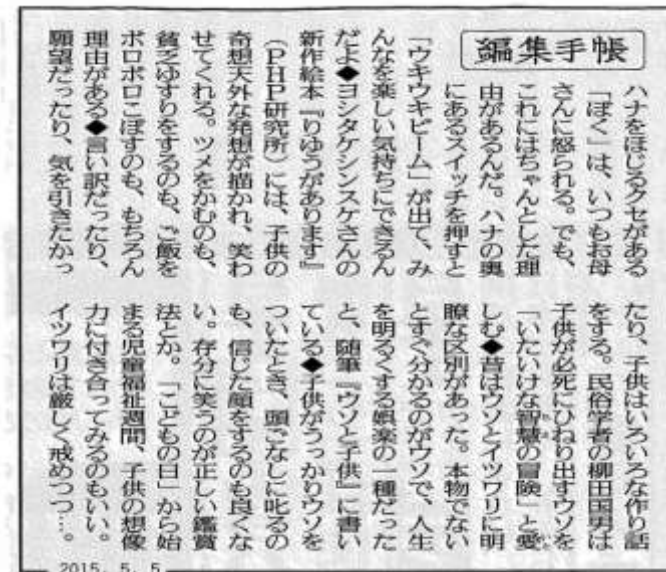 編集手帳
ハナをほじるクセがある
「ぼく」は、いつもお母
さんに怒られる。でも、
これにはちゃんとした理
由があるんだ。ハナの奥
にあるスイッチを押すと
「ウキウキビーム」が出て、み
んなを楽しい気持ちにできるん
だよ◆ヨシタケシンスケさんの
新作絵本『りゆうがあります』
（PHP研究所）には、子供の
奇想天外な発想が描かれ、笑わ
せてくれる。ツメをかむのも、
貧乏ゆすりをするのも、ご飯を
ポロポロこぼすのも、もちろん
理由がある◆言い訳だったり、
願望だったり、気を引きたかっ
たり、子供はいろいろな作り話
をする。民俗学者の柳田国男は
子供が必死にひねり出すウソを
「いたいけな智慧の冒険」と愛
しむ◆昔はウソとイツワリに明
瞭な区別があった。本物でない
とすぐ分かるのがウソで、人生
を明るくする娯楽の一種だった
と、随筆『ウソと子供』に書い
ている◆子供がうっかりウソを
ついたとき、頭ごなしに叱るの
も、信じた顔をするのも良くな
い。存分に笑うのが正しい鑑賞
法とか。「こどもの日」から始
まる児童福祉週間、子供の想像
力に付き合ってみるのもいい。
イツワリは厳しく戒めつつ…。
2015．5．5